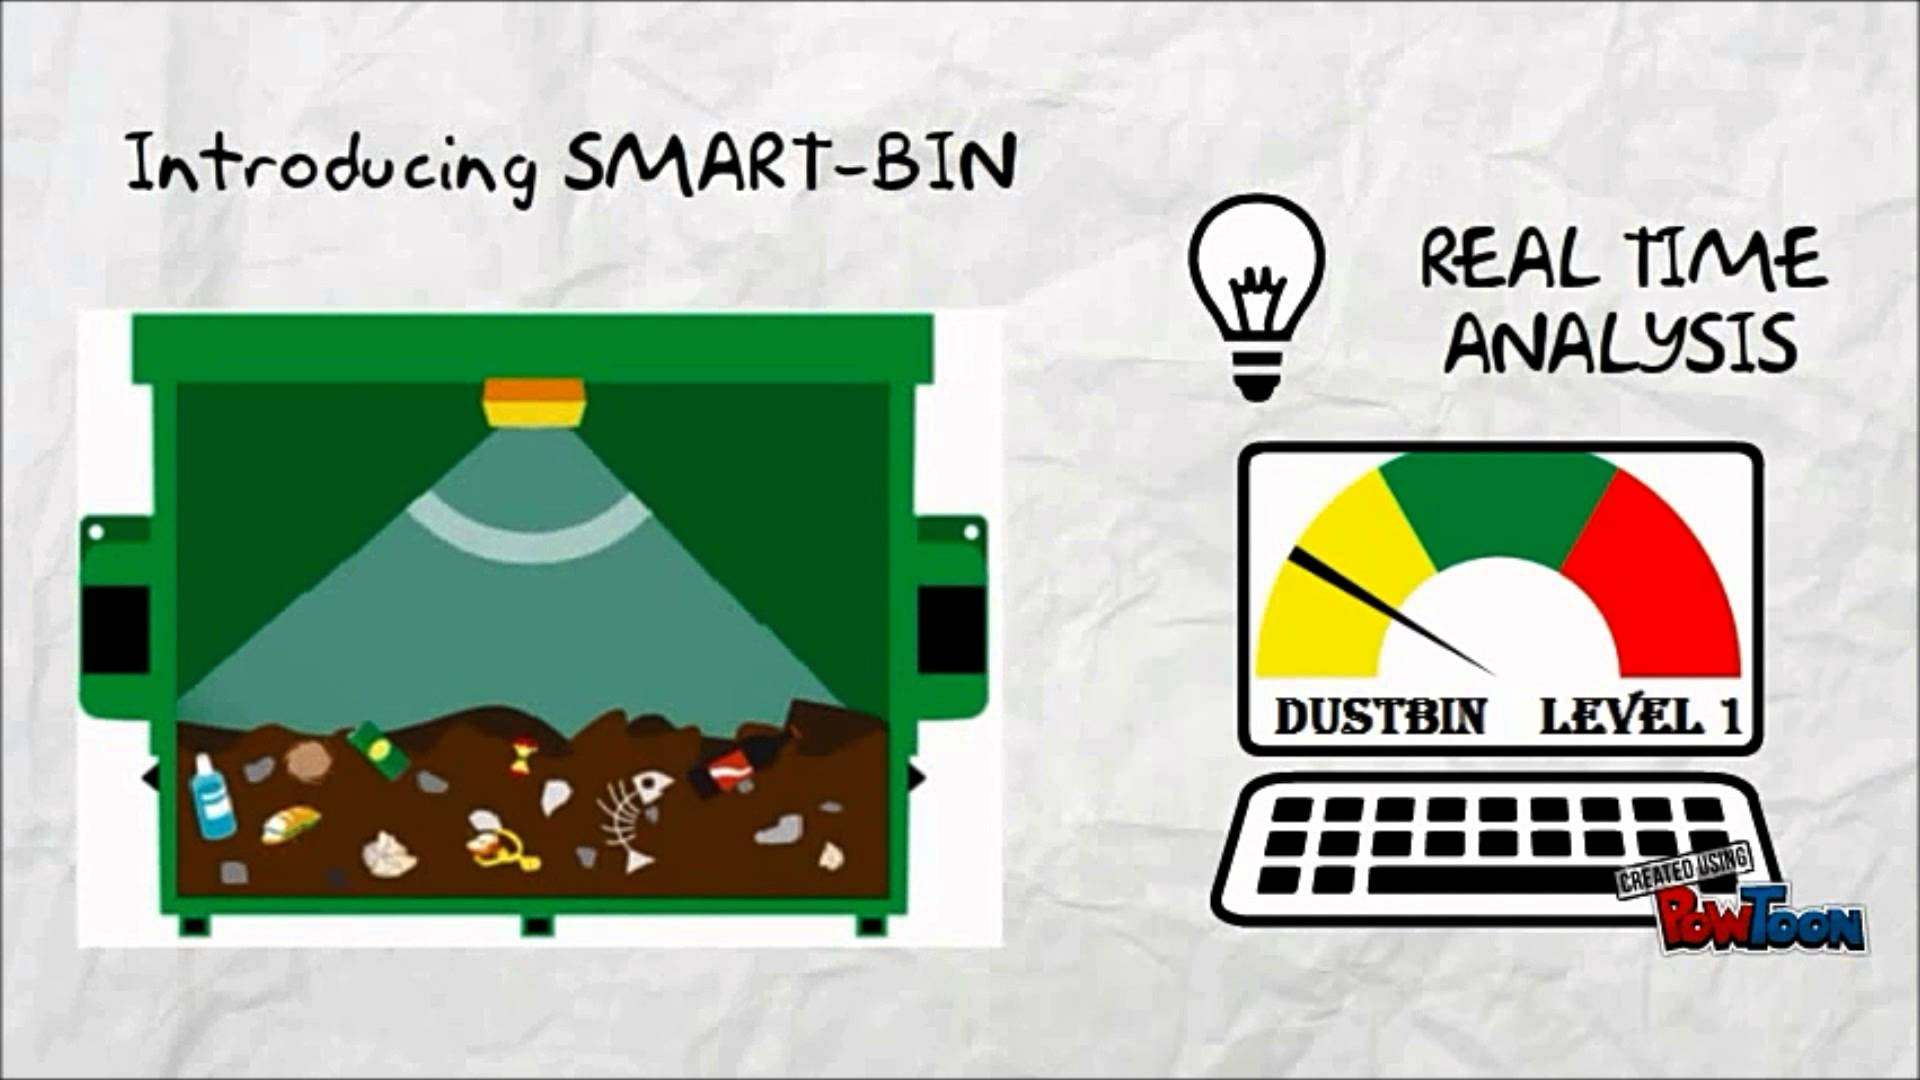 Introducing SMART-BIN
REAL TIME
ANALYSIS
DUSTBIN LEVEL 1
CREATED USING
POWTOON